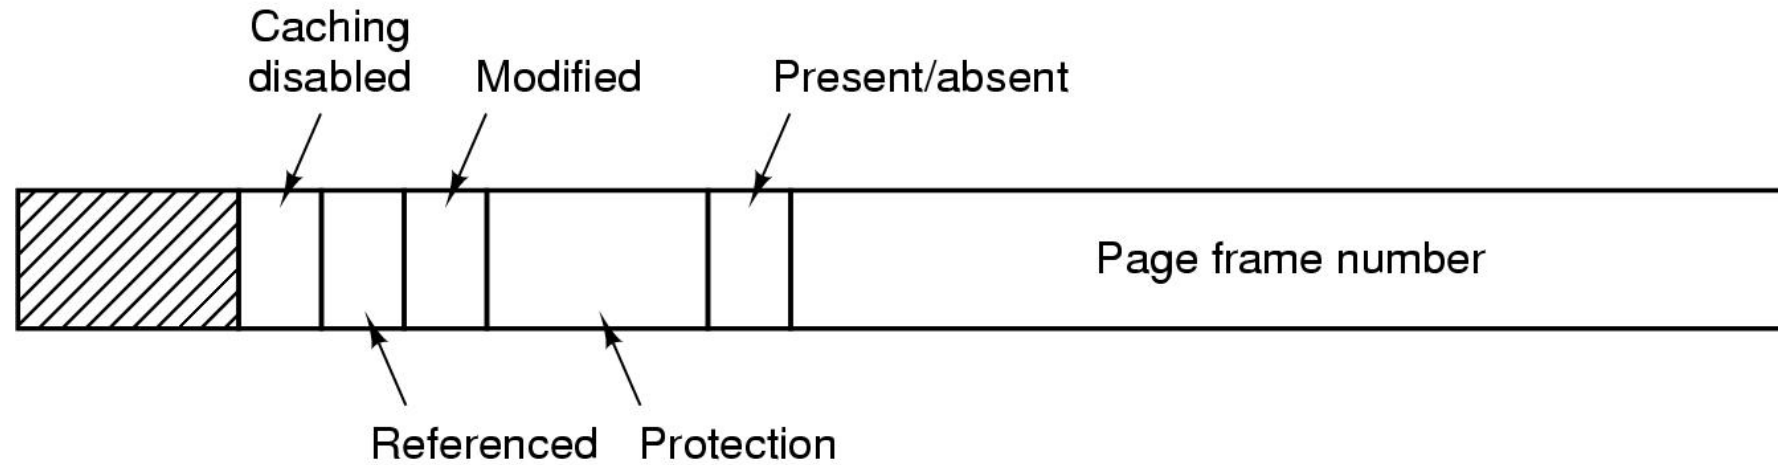 Caching
disabled
Modified
Present/absent
Page frame number
Referenced
Protection